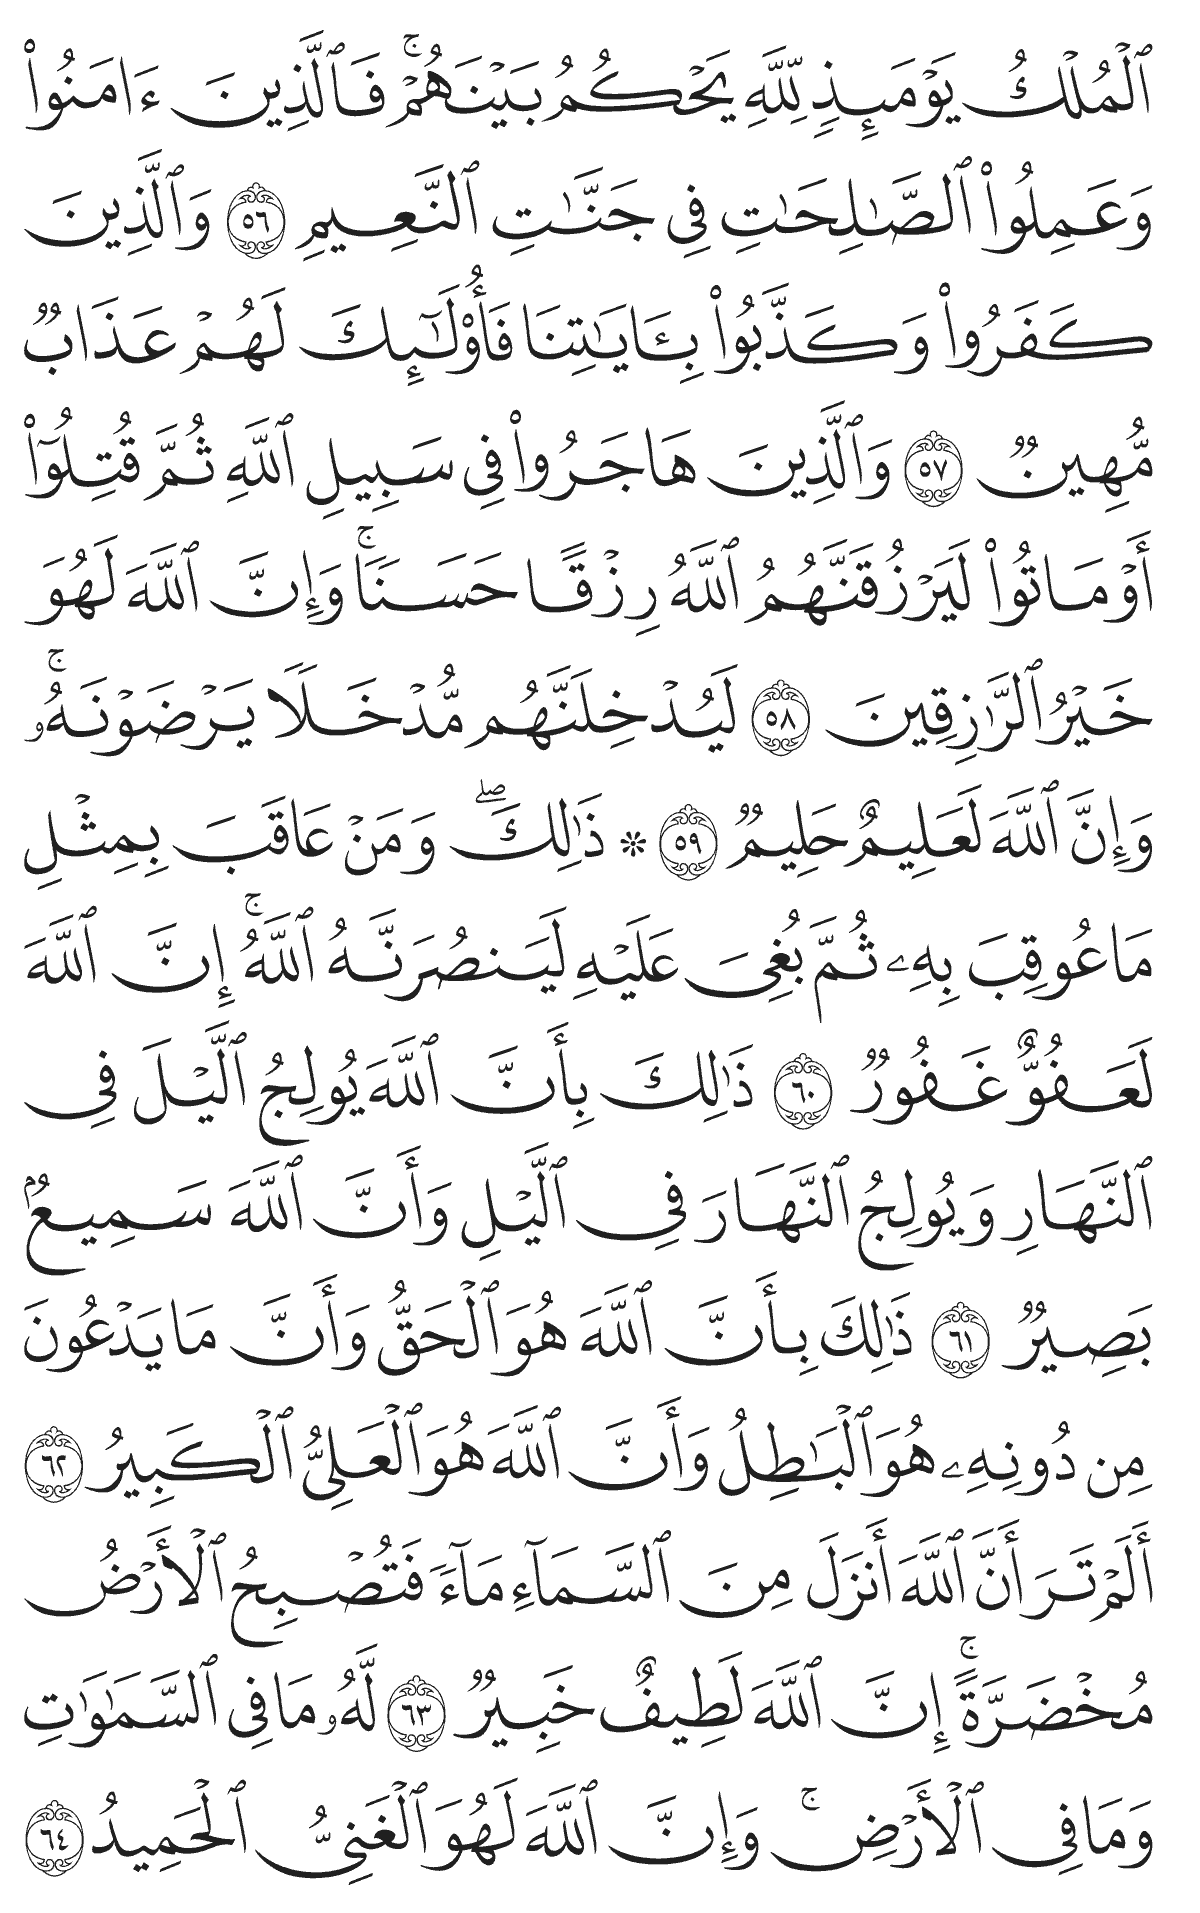 ٱلۡمُلۡكُ يَوۡمَئِذٍ لِّلَّهِ يَحۡكُمُ بَيۡنَهُمۡۚ فَٱلَّذِينَ ءَامَنُواْ
وَعَمِلُواْ ٱلصَّٰلِحَٰتِ فِي جَنَّٰتِ ٱلنَّعِيمِ ٥٦ وَٱلَّذِينَ
كَفَرُواْ وَكَذَّبُواْ بِـَٔايَٰتِنَا فَأُوْلَٰٓئِكَ لَهُمۡ عَذَابٞ
مُّهِينٞ ٥٧ وَٱلَّذِينَ هَاجَرُواْ فِي سَبِيلِ ٱللَّهِ ثُمَّ قُتِلُوٓاْ
أَوۡ مَاتُواْ لَيَرۡزُقَنَّهُمُ ٱللَّهُ رِزۡقًا حَسَنٗاۚ وَإِنَّ ٱللَّهَ لَهُوَ
خَيۡرُ ٱلرَّٰزِقِينَ ٥٨ لَيُدۡخِلَنَّهُم مُّدۡخَلٗا يَرۡضَوۡنَهُۥۚ
وَإِنَّ ٱللَّهَ لَعَلِيمٌ حَلِيمٞ ٥٩ ۞ ذَٰلِكَۖ وَمَنۡ عَاقَبَ بِمِثۡلِ
مَا عُوقِبَ بِهِۦ ثُمَّ بُغِيَ عَلَيۡهِ لَيَنصُرَنَّهُ ٱللَّهُۚ إِنَّ ٱللَّهَ
لَعَفُوٌّ غَفُورٞ ٦٠ ذَٰلِكَ بِأَنَّ ٱللَّهَ يُولِجُ ٱلَّيۡلَ فِي
ٱلنَّهَارِ وَيُولِجُ ٱلنَّهَارَ فِي ٱلَّيۡلِ وَأَنَّ ٱللَّهَ سَمِيعُۢ
بَصِيرٞ ٦١ ذَٰلِكَ بِأَنَّ ٱللَّهَ هُوَ ٱلۡحَقُّ وَأَنَّ مَا يَدۡعُونَ
مِن دُونِهِۦ هُوَ ٱلۡبَٰطِلُ وَأَنَّ ٱللَّهَ هُوَ ٱلۡعَلِيُّ ٱلۡكَبِيرُ ٦٢
أَلَمۡ تَرَ أَنَّ ٱللَّهَ أَنزَلَ مِنَ ٱلسَّمَآءِ مَآءٗ فَتُصۡبِحُ ٱلۡأَرۡضُ
مُخۡضَرَّةًۚ إِنَّ ٱللَّهَ لَطِيفٌ خَبِيرٞ ٦٣ لَّهُۥ مَا فِي ٱلسَّمَٰوَٰتِ
وَمَا فِي ٱلۡأَرۡضِۚ وَإِنَّ ٱللَّهَ لَهُوَ ٱلۡغَنِيُّ ٱلۡحَمِيدُ ٦٤